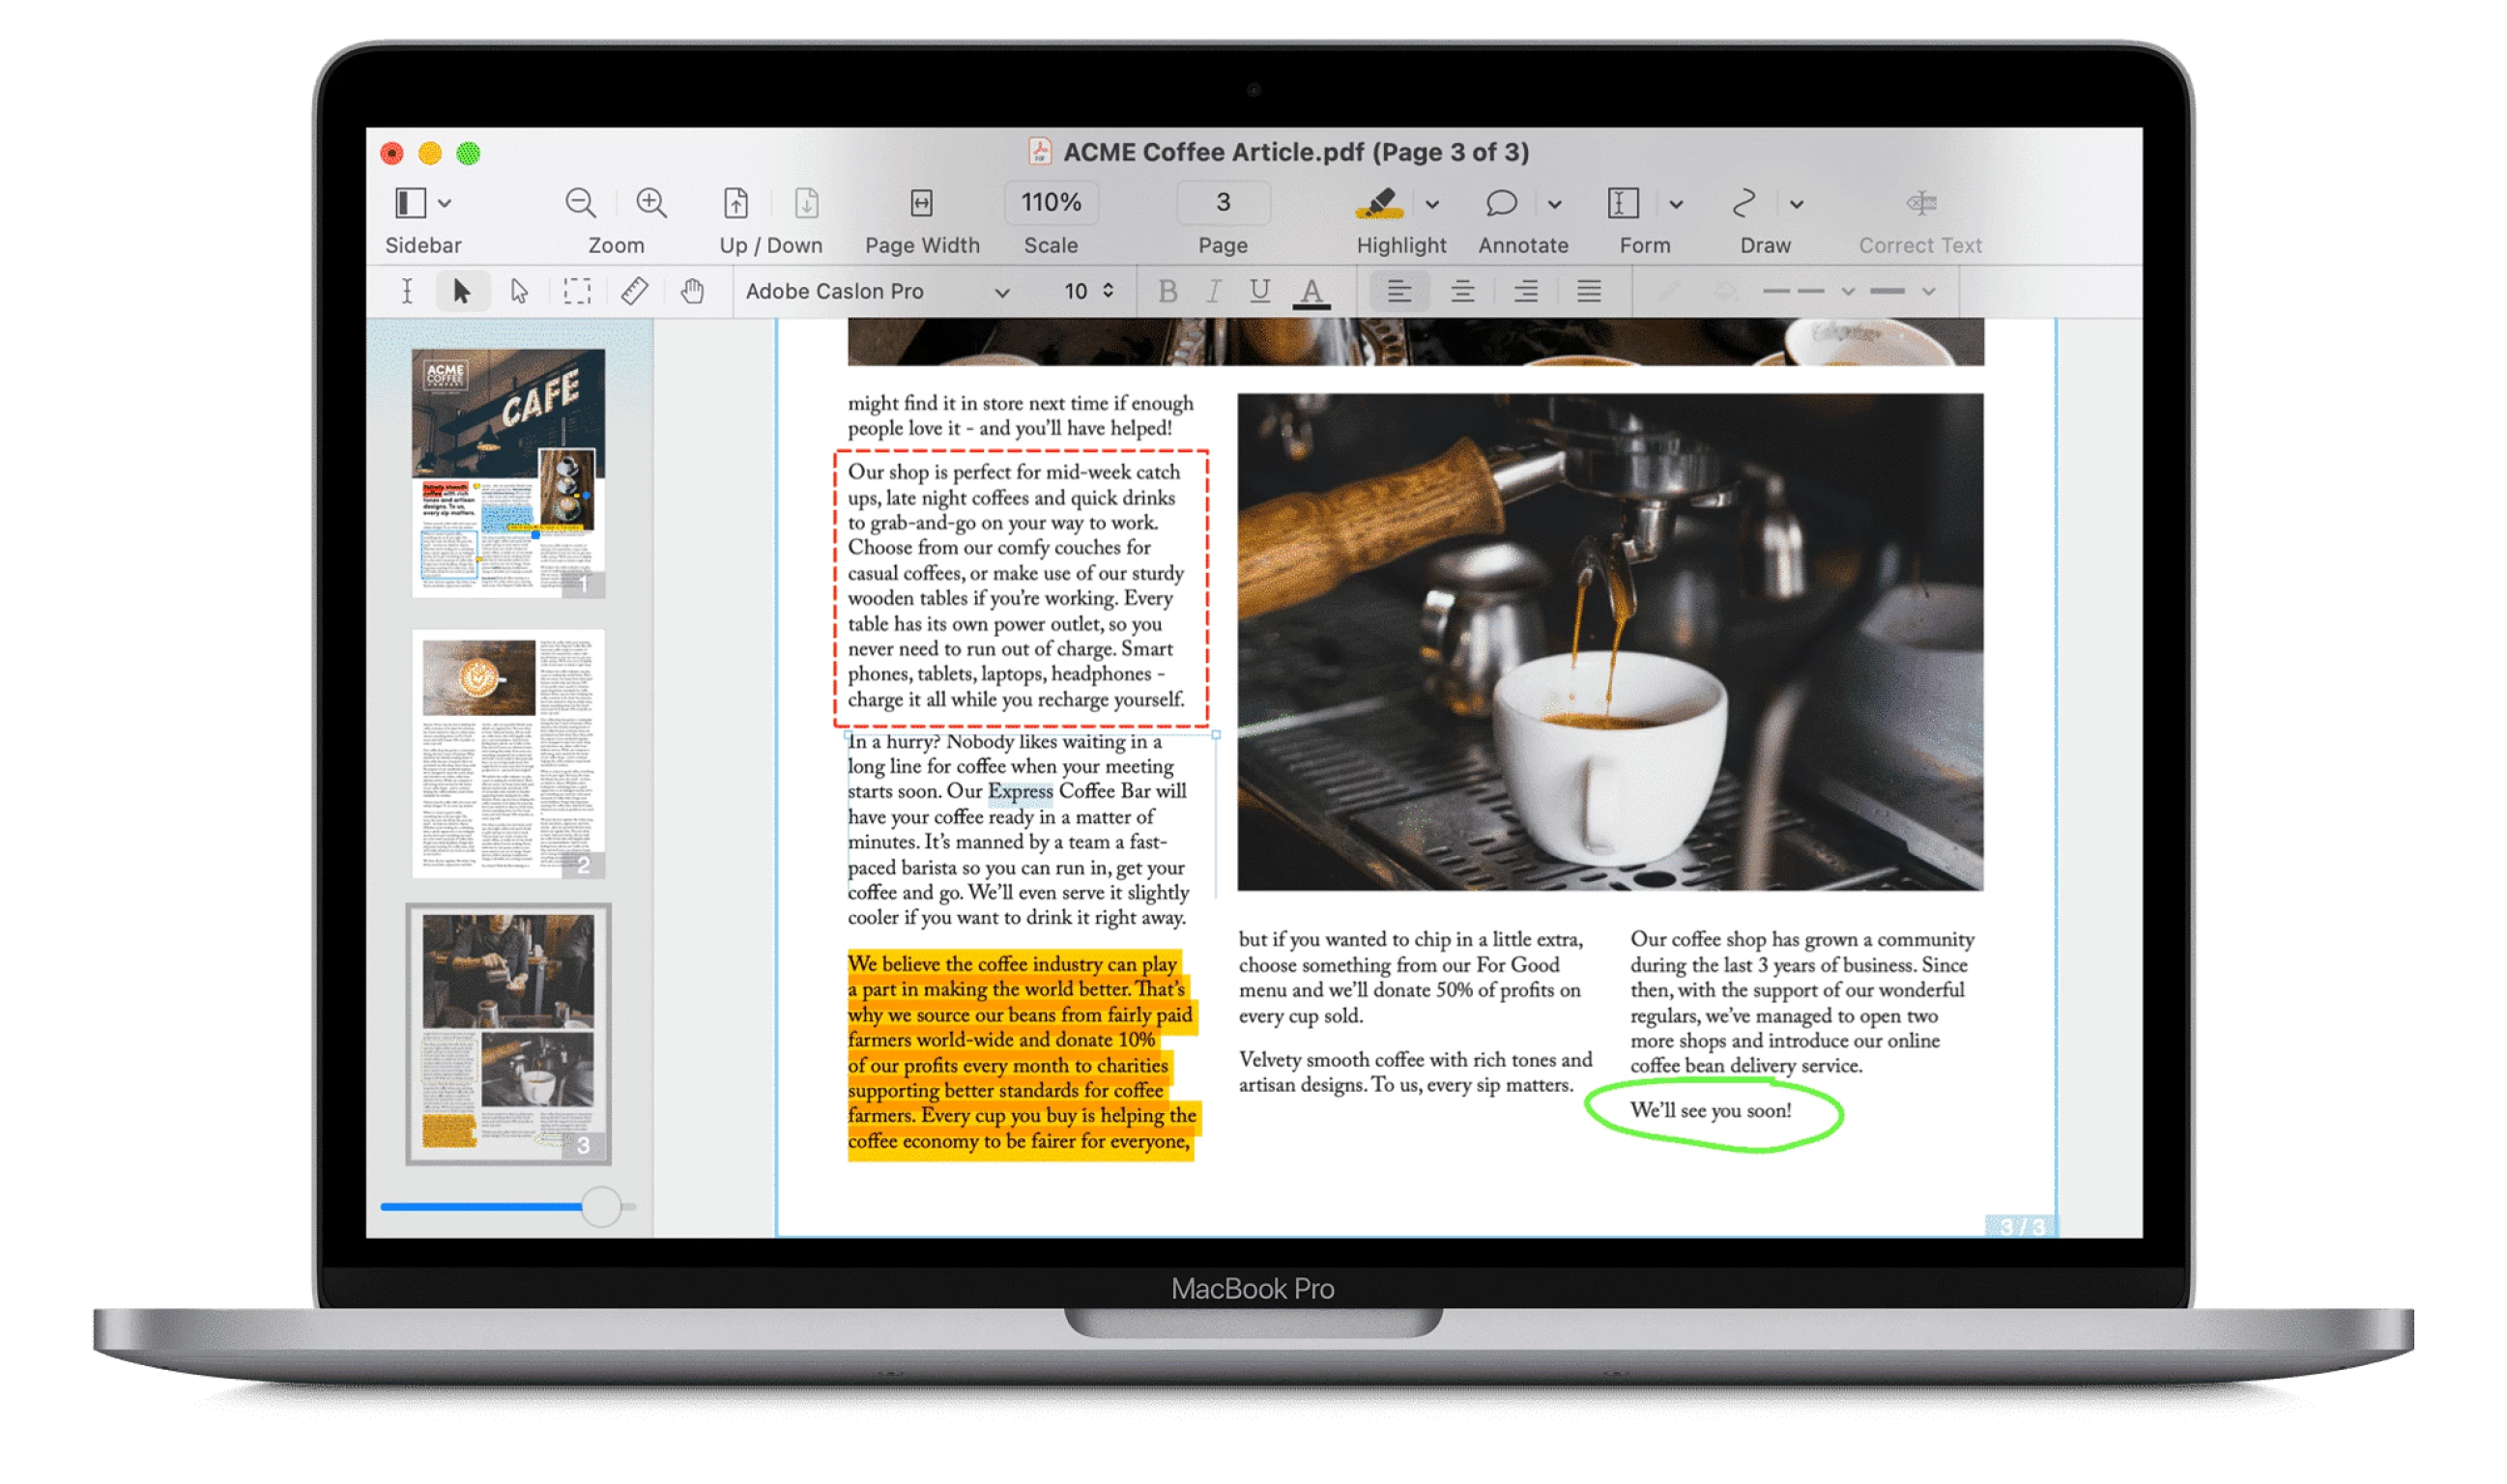 ACME Coffee Article.pdf (Page 3 of 3)
110%
3
Sidebar
Zoom
Up / Down
Page Width
Scale
Page
Highlight
Annotate
Form
Draw
Correct Text
Adobe Caslon Pro
10
B I U A
ACME
COFFEE
COMPANY
CAFE
coffee with rich
tones and artisan
designs. To us,
every sip matters.
1
2
3
might find it in store next time if enough
people love it - and you'll have helped!
Our shop is perfect for mid-week catch
ups, late night coffees and quick drinks
to grab-and-go on your way to work.
Choose from our comfy couches for
casual coffees, or make use of our sturdy
wooden tables if you're working. Every
table has its own power outlet, so you
never need to run out of charge. Smart
phones, tablets, laptops, headphones -
charge it all while you recharge yourself.
In a hurry? Nobody likes waiting in a
long line for coffee when your meeting
starts soon. Our Express Coffee Bar will
have your coffee ready in a matter of
minutes. It's manned by a team a fast-
paced barista so you can run in, get your
coffee and go. We'll even serve it slightly
cooler if you want to drink it right away.
We believe the coffee industry can play
a part in making the world better. That's
why we source our beans from fairly paid
farmers world-wide and donate 10%
of our profits every month to charities
supporting better standards for coffee
farmers. Every cup you buy is helping the
coffee economy to be fairer for everyone,
but if you wanted to chip in a little extra,
choose something from our For Good
menu and we'll donate 50% of profits on
every cup sold.
Velvety smooth coffee with rich tones and
artisan designs. To us, every sip matters.
Our coffee shop has grown a community
during the last 3 years of business. Since
then, with the support of our wonderful
regulars, we've managed to open two
more shops and introduce our online
coffee bean delivery service.
We'll see you soon!
3 / 3
MacBook Pro